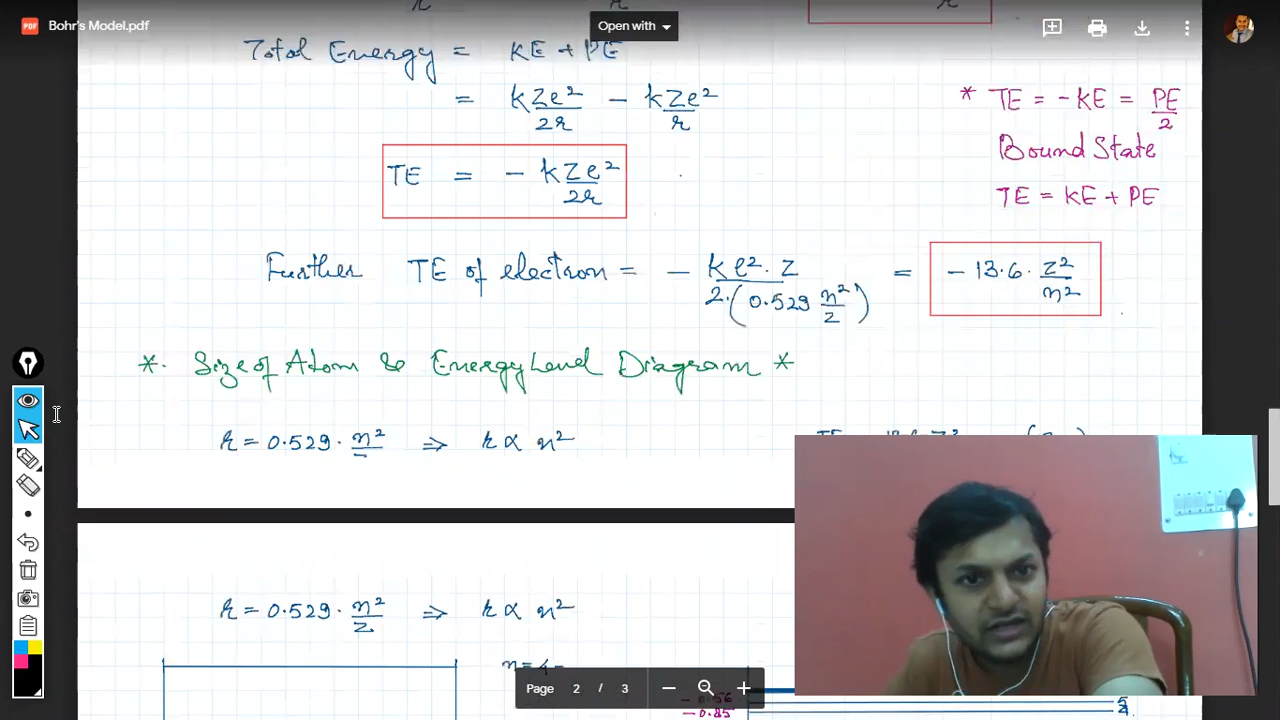 Bohr's Model.pdf
Open with
Total Energy = KE + PE
= kZe²/2r - kZe²/r
TE = - kZe²/2r
* TE = -KE = PE/2
Bound State
TE = KE + PE
Further TE of electron = - ke².Z/2.(0.529 n²/z) = -13.6. Z²/n²
*. Size of Atom & Energy Level Diagram *
r = 0.529. n² ⇒ r ∝ n²
r = 0.529. n²/z ⇒ r ∝ n²
n=4
Page 2 / 3
-0.85